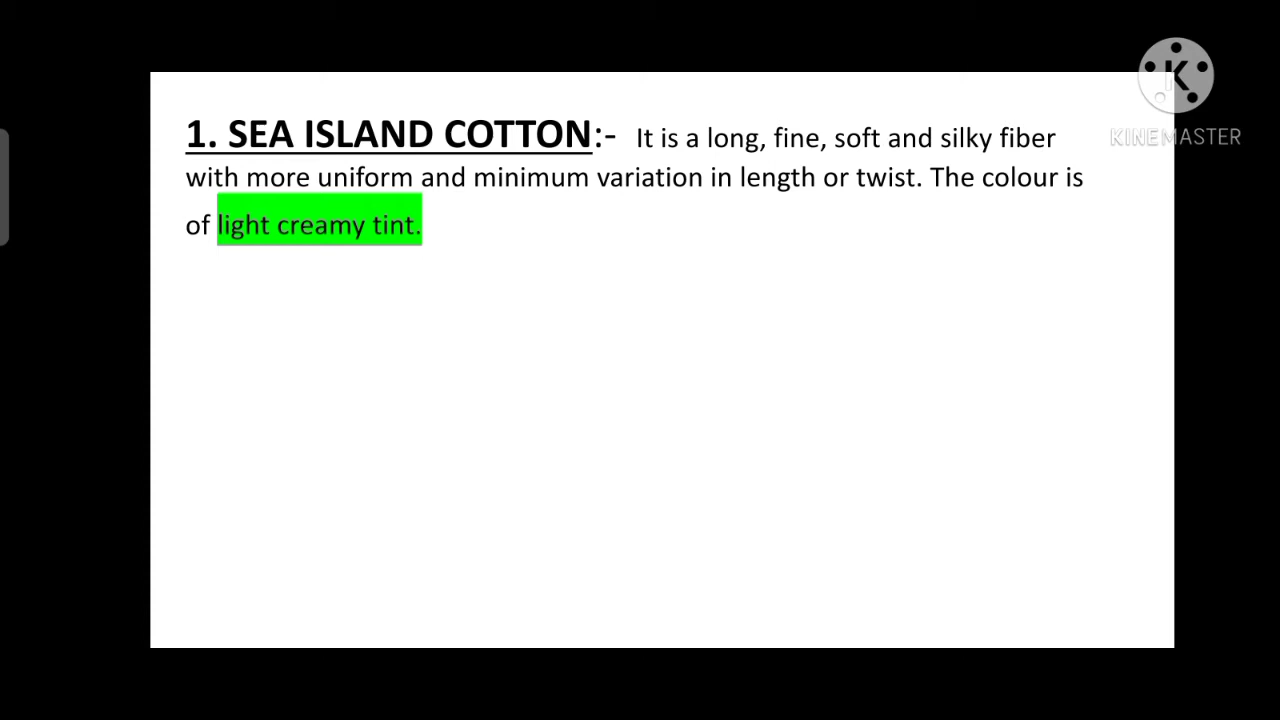 1. SEA ISLAND COTTON:- It is a long, fine, soft and silky fiber
with more uniform and minimum variation in length or twist. The colour is
of light creamy tint.
K
KINEMASTER